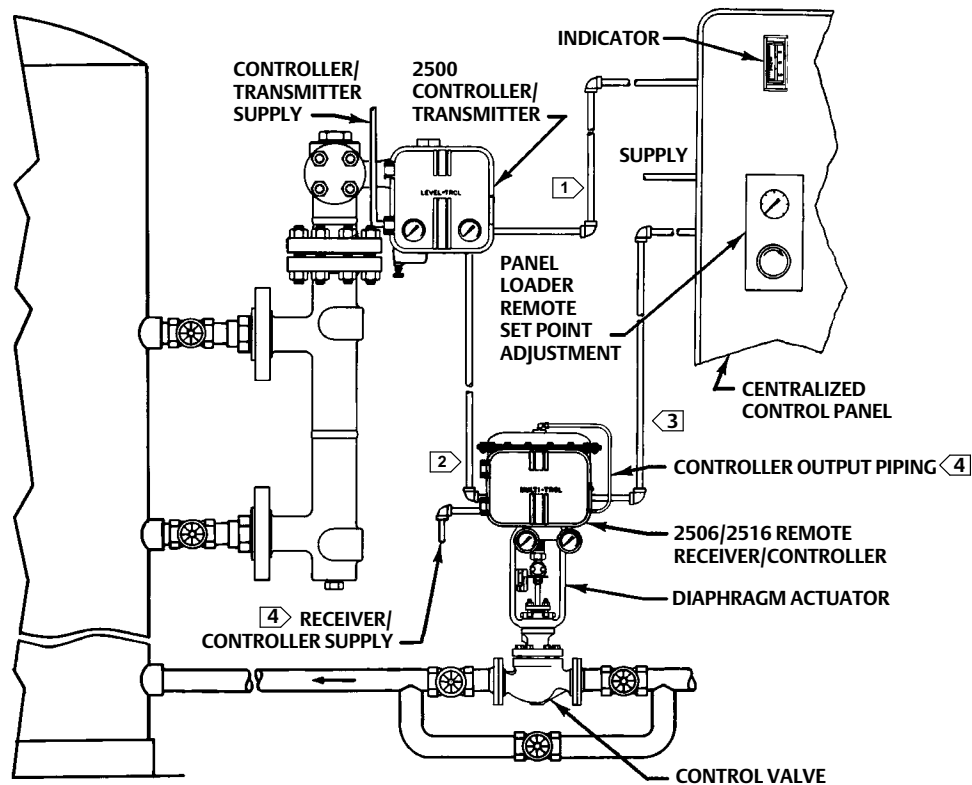 INDICATOR
CONTROLLER/
TRANSMITTER
SUPPLY
2500
CONTROLLER/
TRANSMITTER
SUPPLY
1
LEVEL-TROL
PANEL
LOADER
REMOTE
SET POINT
ADJUSTMENT
CENTRALIZED
CONTROL PANEL
3
2
CONTROLLER OUTPUT PIPING 4
MULTI-TROL
2506/2516 REMOTE
RECEIVER/CONTROLLER
DIAPHRAGM ACTUATOR
4 RECEIVER/
CONTROLLER SUPPLY
CONTROL VALVE